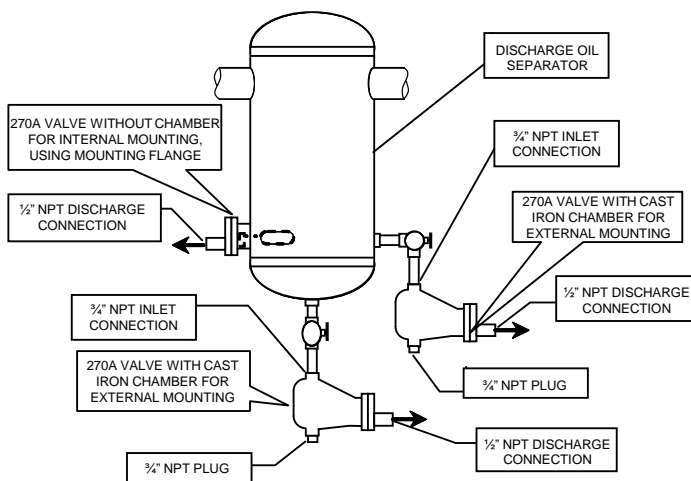 DISCHARGE OIL
SEPARATOR
270A VALVE WITHOUT CHAMBER
FOR INTERNAL MOUNTING,
USING MOUNTING FLANGE
¾” NPT INLET
CONNECTION
½” NPT DISCHARGE
CONNECTION
270A VALVE WITH CAST
IRON CHAMBER FOR
EXTERNAL MOUNTING
½” NPT DISCHARGE
CONNECTION
¾” NPT INLET
CONNECTION
270A VALVE WITH CAST
IRON CHAMBER FOR
EXTERNAL MOUNTING
¾” NPT PLUG
½” NPT DISCHARGE
CONNECTION
¾” NPT PLUG